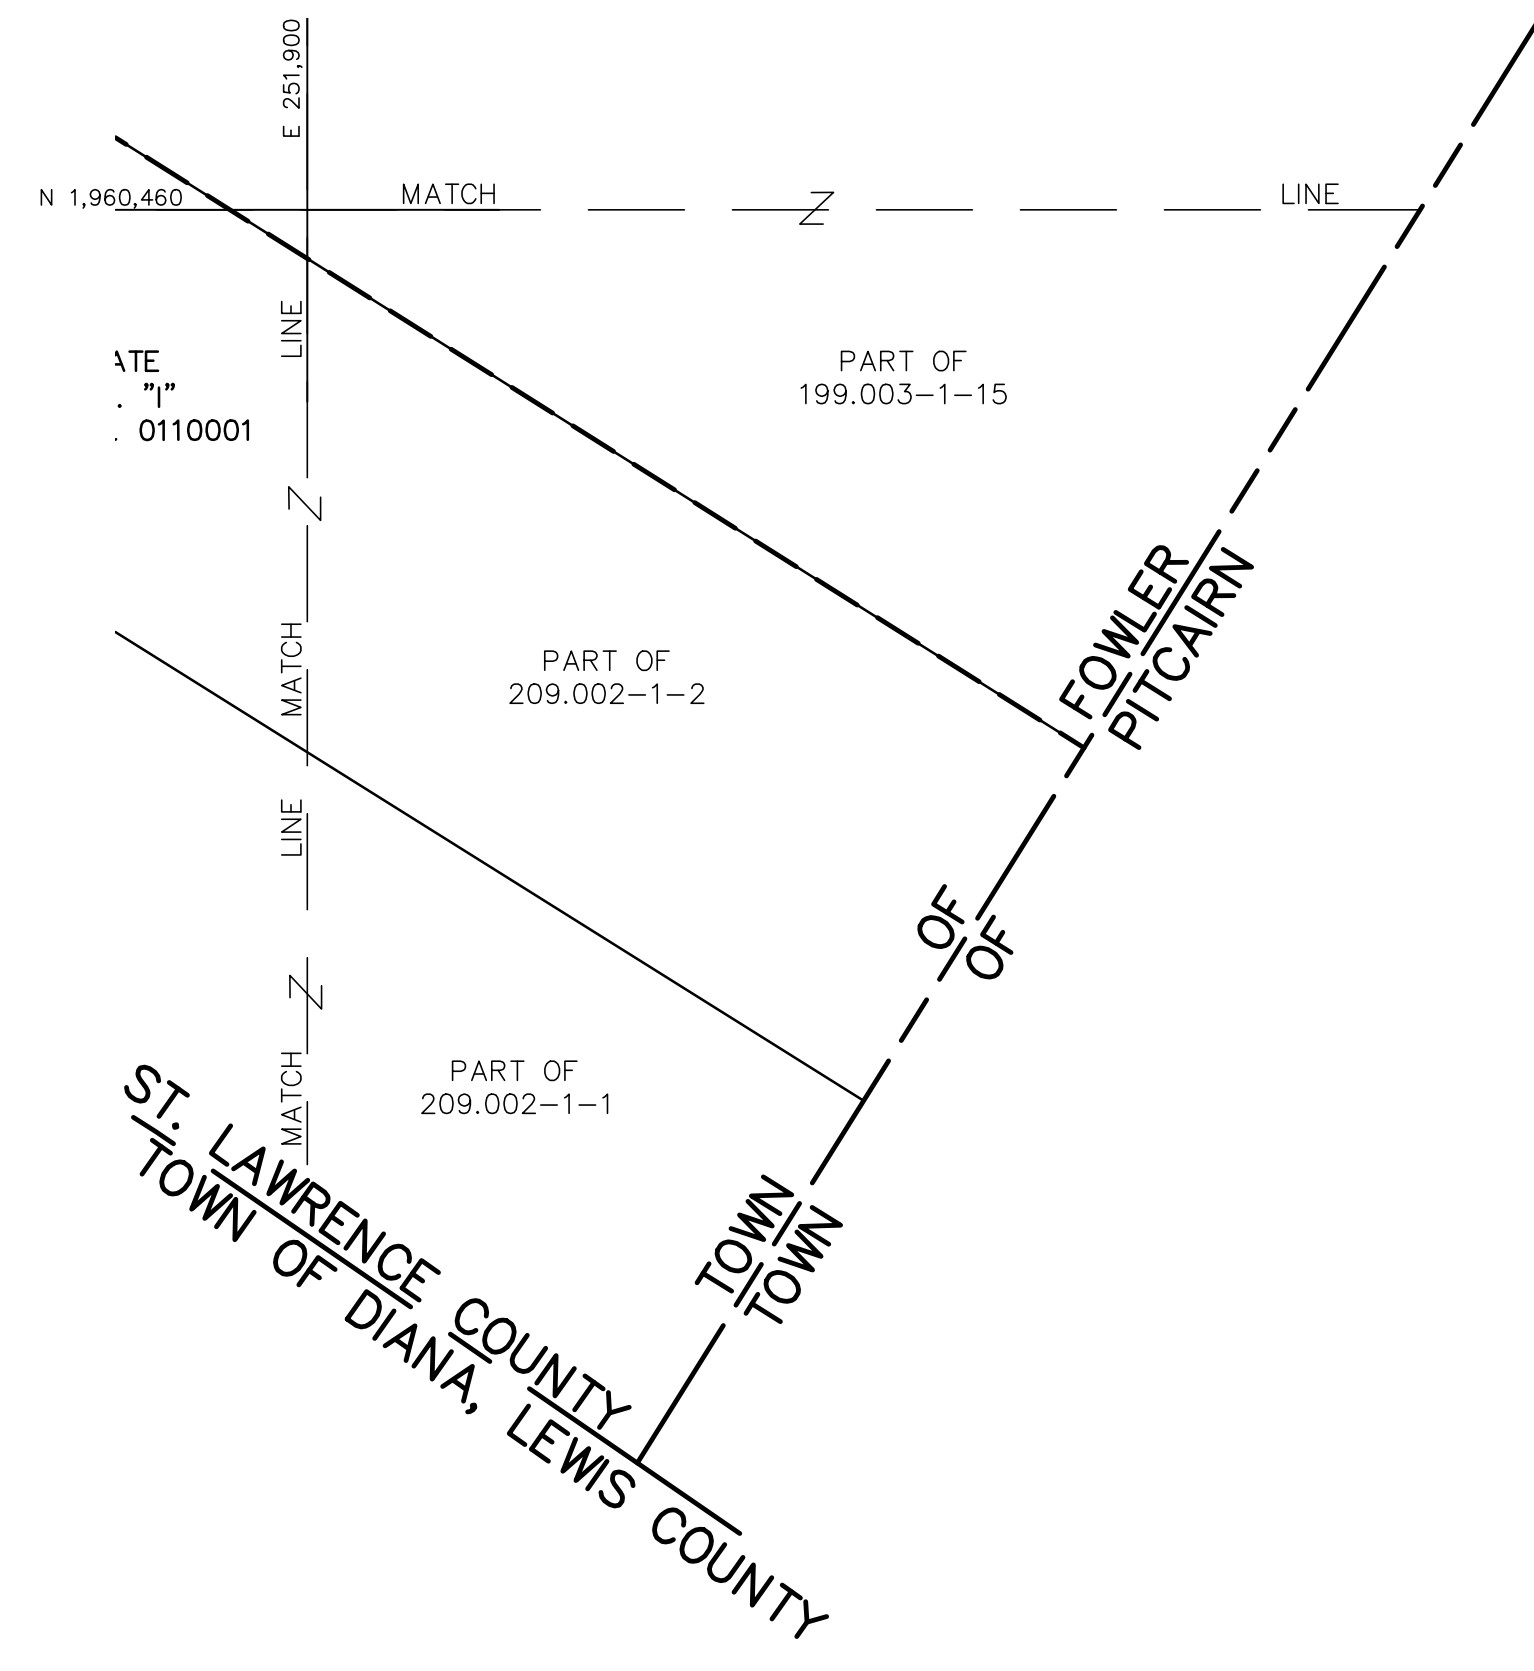 E 251,900
N 1,960,460
MATCH
LINE
LINE
PART OF
199.003-1-15
"I"
0110001
MATCH
PART OF
209.002-1-2
TOWN OF FOWLER
TOWN OF PITCAIRN
LINE
MATCH
PART OF
209.002-1-1
ST. LAWRENCE COUNTY
TOWN OF DIANA, LEWIS COUNTY